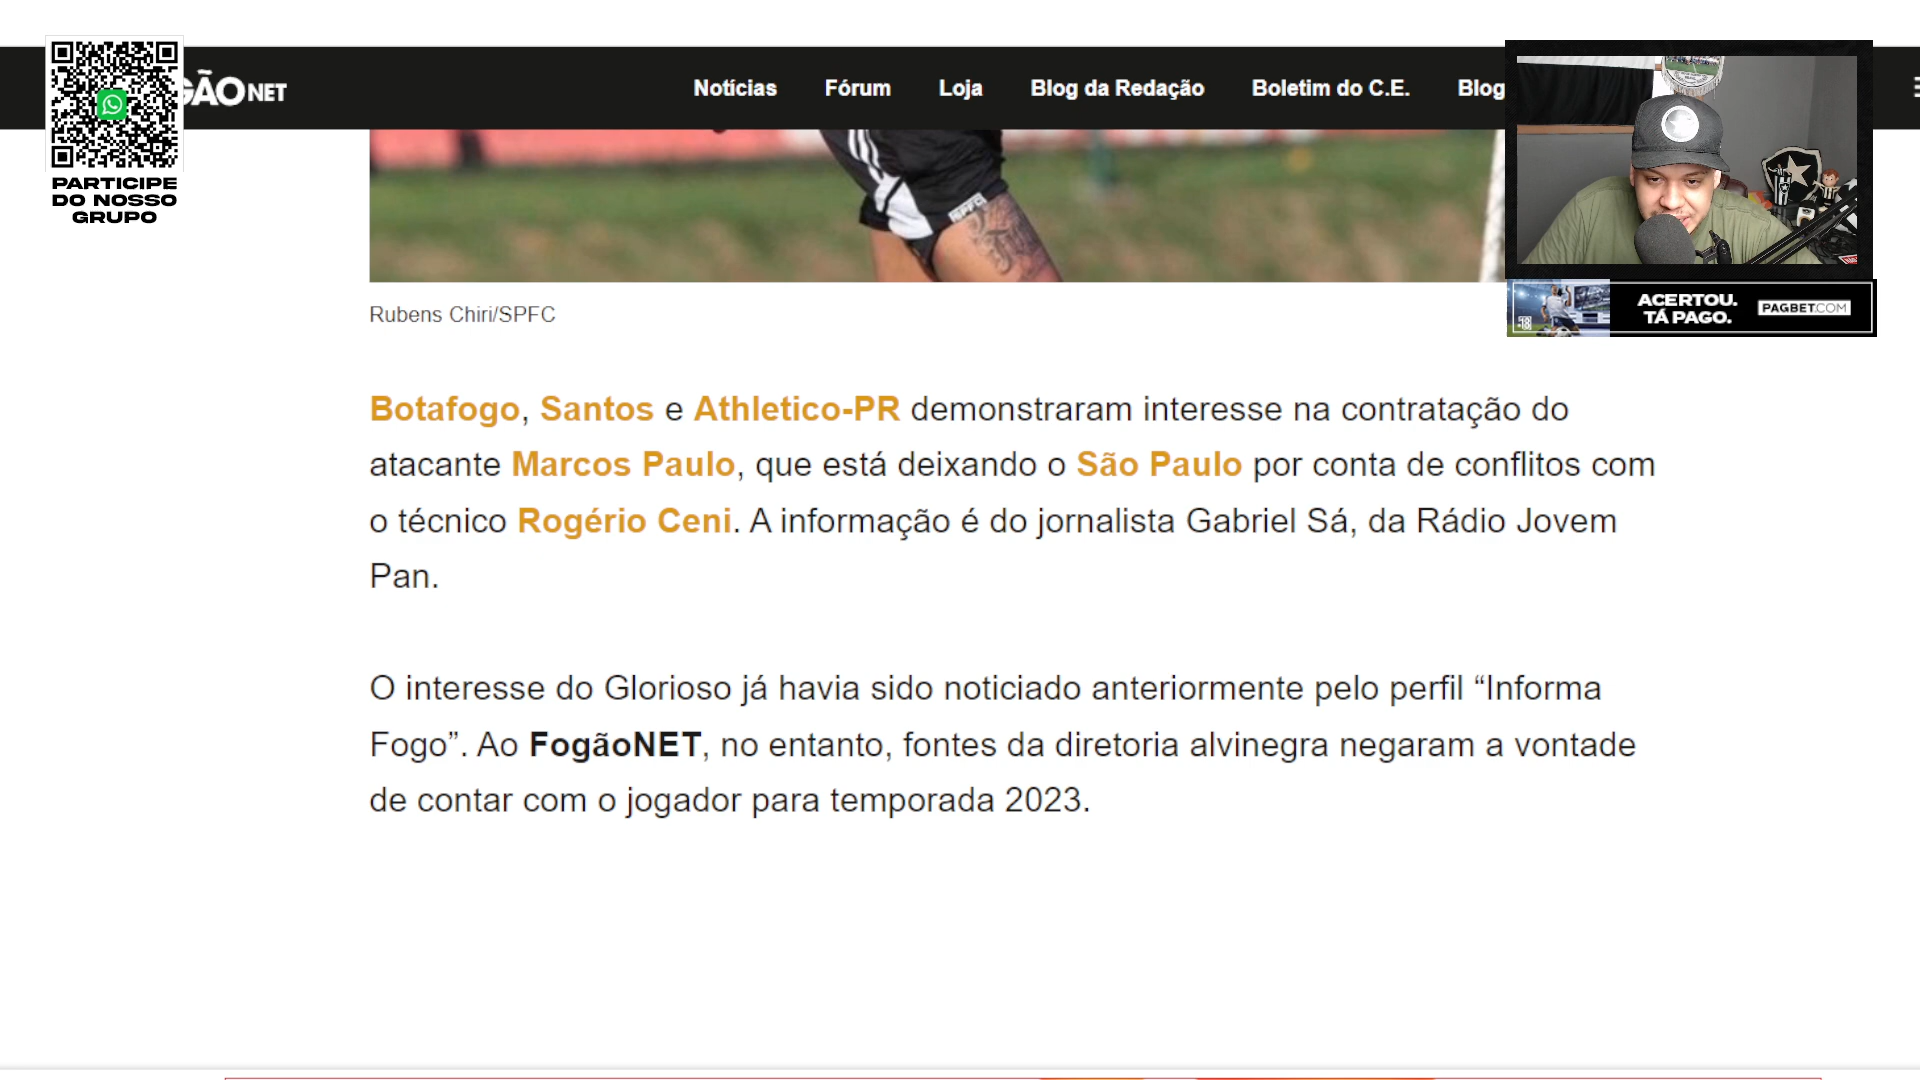 GÃO NET
Notícias Fórum Loja Blog da Redação Boletim do C.E. Blog
PARTICIPE
DO NOSSO
GRUPO
SPFC
ACERTOU.
TÁ PAGO.
PAGBET.COM
Rubens Chiri/SPFC
Botafogo, Santos e Athletico-PR demonstraram interesse na contratação do
atacante Marcos Paulo, que está deixando o São Paulo por conta de conflitos com
o técnico Rogério Ceni. A informação é do jornalista Gabriel Sá, da Rádio Jovem
Pan.
O interesse do Glorioso já havia sido noticiado anteriormente pelo perfil “Informa
Fogo”. Ao FogãoNET, no entanto, fontes da diretoria alvinegra negaram a vontade
de contar com o jogador para temporada 2023.